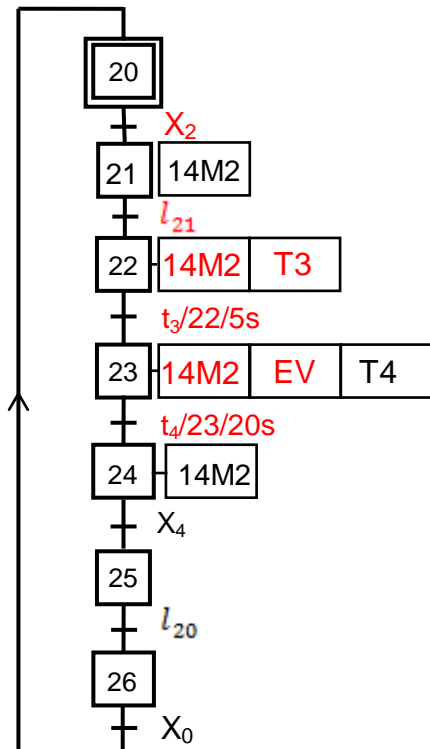 20
X₂
21 14M2
l₂₁
22 14M2 T3
t₃/22/5s
23 14M2 EV T4
t₄/23/20s
24 14M2
X₄
25
l₂₀
26
X₀